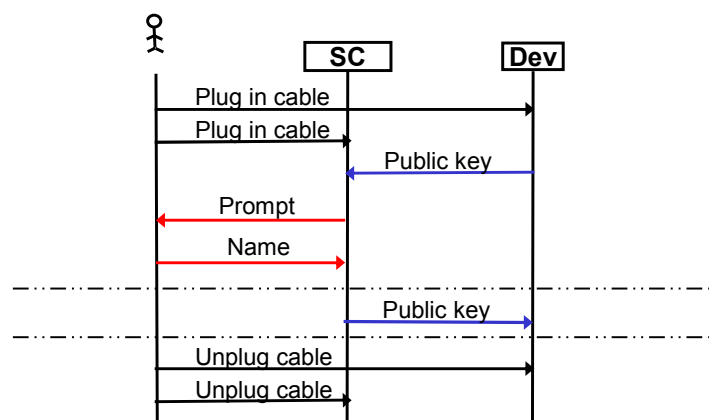 SC
Dev
Plug in cable
Plug in cable
Public key
Prompt
Name
Public key
Unplug cable
Unplug cable